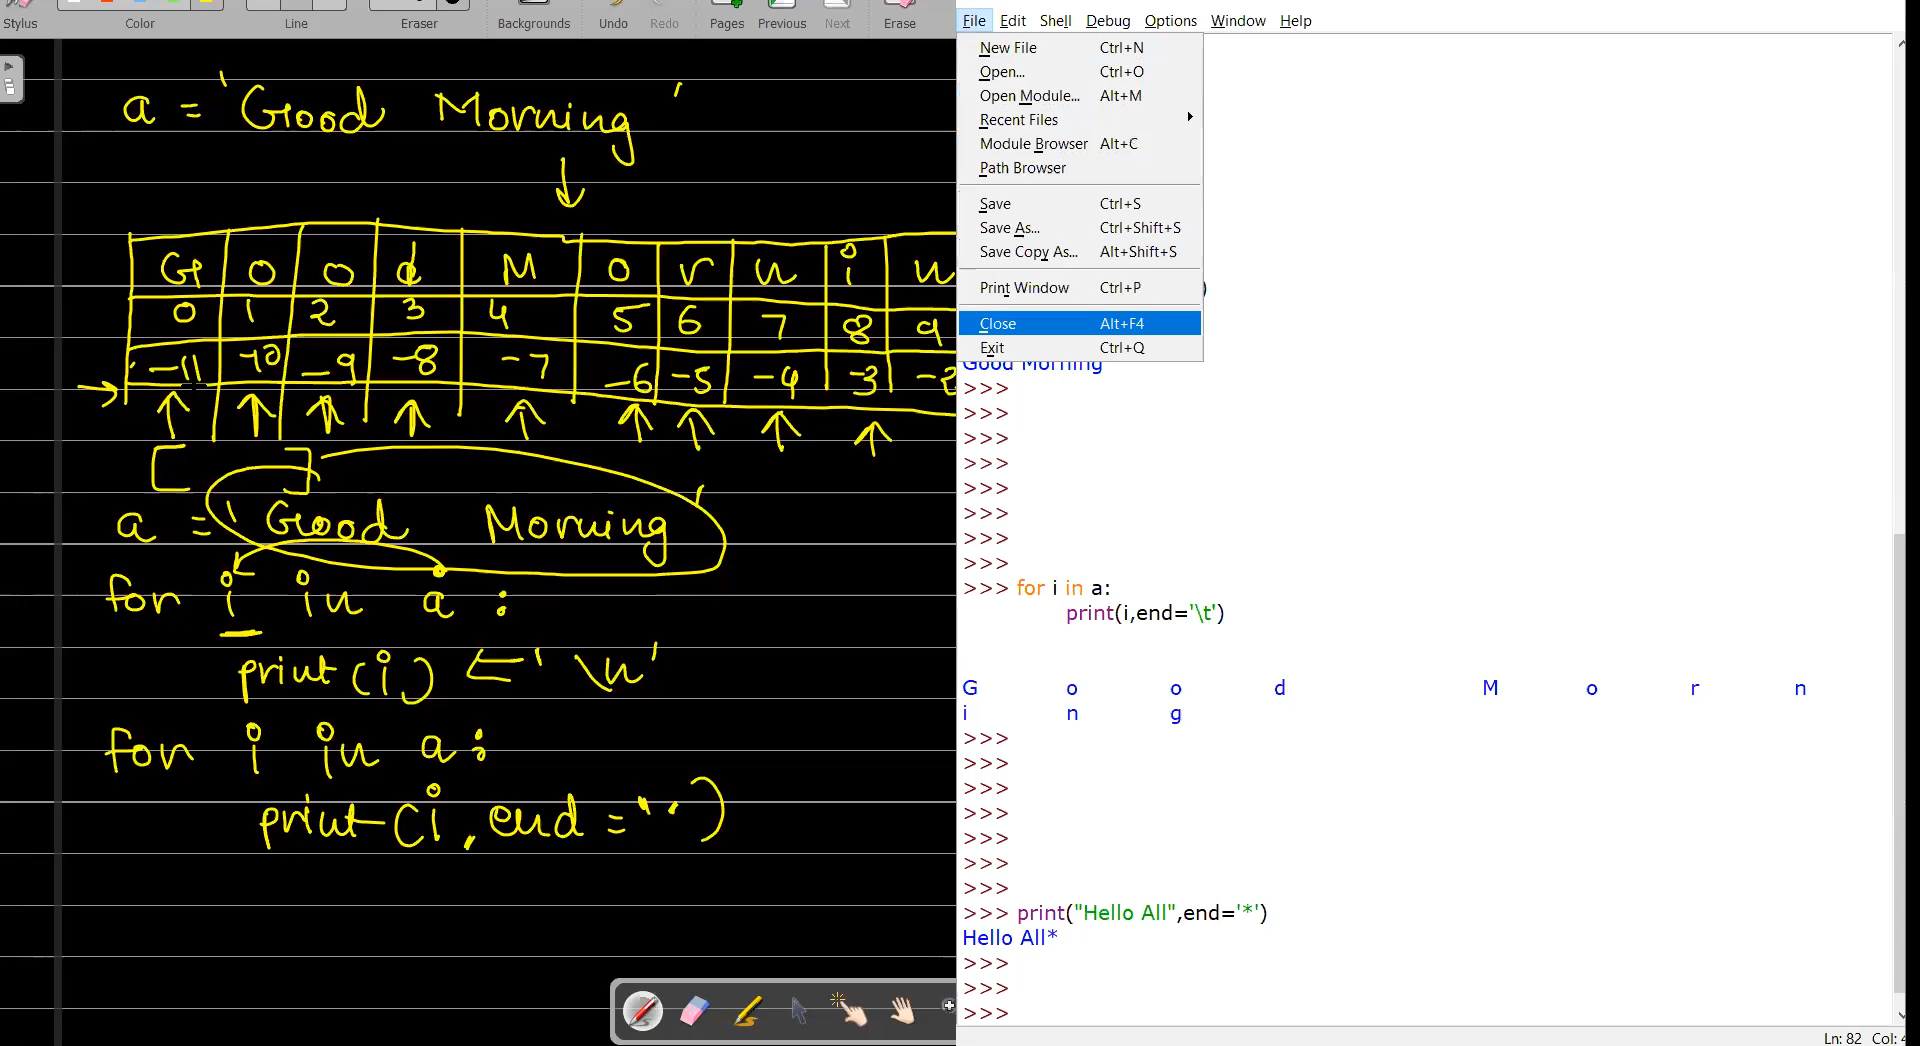 Stylus Color Line Eraser Backgrounds Undo Redo Pages Previous Next Erase
a = 'Good Morning'
G o o d M o r n i n
0 1 2 3 4 5 6 7 8 9
-11 -10 -9 -8 -7 -6 -5 -4 -3 -2
[ ]
a = 'Good Morning'
for i in a :
print(i) ← '\n'
for i in a :
print(i, end = " ")
File Edit Shell Debug Options Window Help
New File Ctrl+N
Open... Ctrl+O
Open Module... Alt+M
Recent Files
Module Browser Alt+C
Path Browser
Save Ctrl+S
Save As... Ctrl+Shift+S
Save Copy As... Alt+Shift+S
Print Window Ctrl+P
)
Close Alt+F4
Exit Ctrl+Q
Good Morning
>>>
>>>
>>>
>>>
>>>
>>>
>>>
>>>
>>> for i in a:
print(i,end='\t')
G o o d M o r n
i n g
>>>
>>>
>>>
>>>
>>>
>>>
>>>
>>> print("Hello All",end='*')
Hello All*
>>>
>>>
>>>
Ln: 82 Col: 4